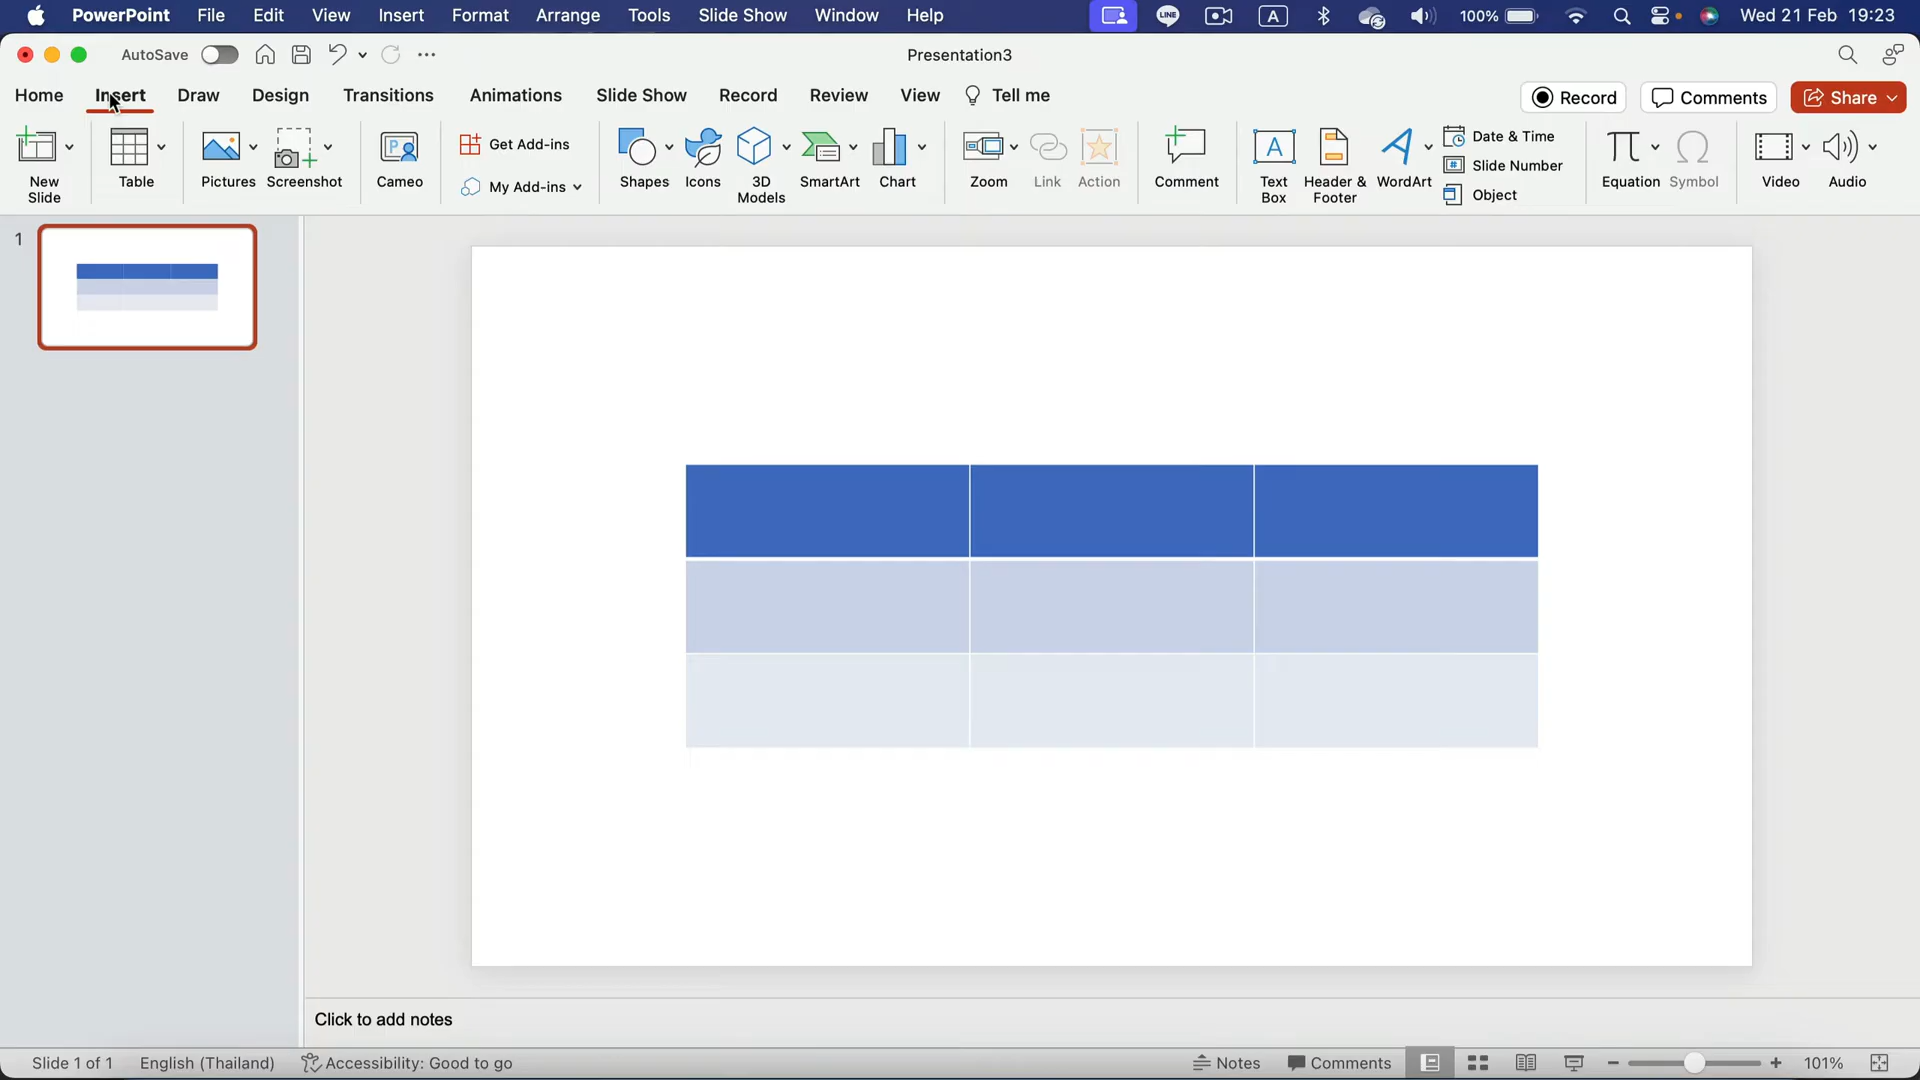 PowerPoint File Edit View Insert Format Arrange Tools Slide Show Window Help LINE A 100% Wed 21 Feb 19:23
AutoSave Presentation3
Home Insert Draw Design Transitions Animations Slide Show Record Review View Tell me Record Comments Share
New Slide
Table
Pictures
Screenshot
Cameo
Get Add-ins
My Add-ins
Shapes
Icons
3D Models
SmartArt
Chart
Zoom
Link
Action
Comment
Text Box
Header & Footer
WordArt
Date & Time
Slide Number
Object
Equation
Symbol
Video
Audio
1
Click to add notes
Slide 1 of 1 English (Thailand) Accessibility: Good to go Notes Comments 101%